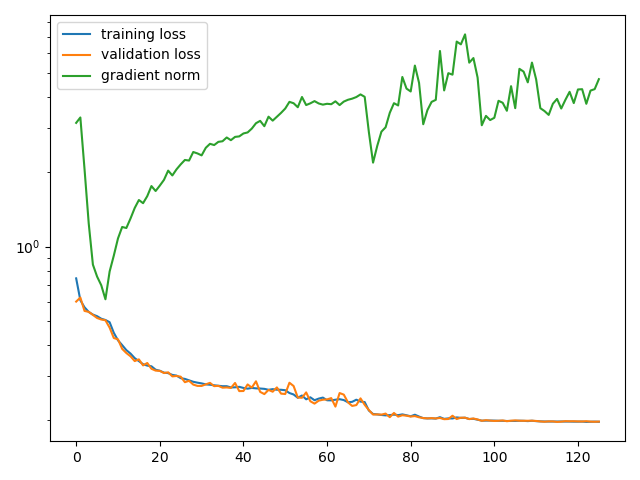 training loss
validation loss
gradient norm
10⁰
0 20 40 60 80 100 120